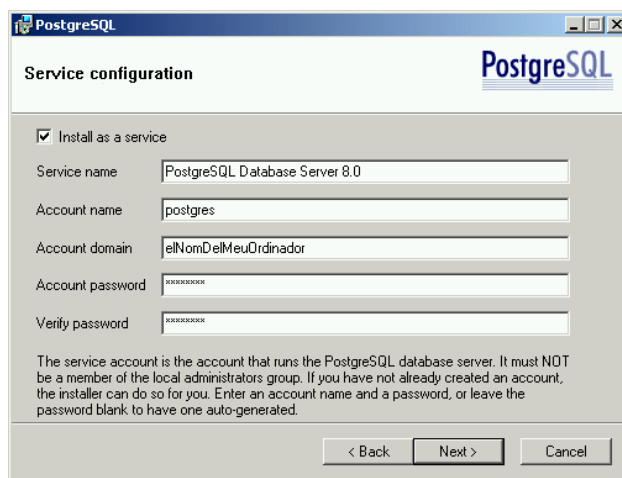 PostgreSQL
Service configuration
PostgreSQL
Install as a service
Service name PostgreSQL Database Server 8.0
Account name postgres
Account domain elNomDelMeuOrdinador
Account password ********
Verify password ********
The service account is the account that runs the PostgreSQL database server. It must NOT
be a member of the local administrators group. If you have not already created an account,
the installer can do so for you. Enter an account name and a password, or leave the
password blank to have one auto-generated.
< Back Next > Cancel